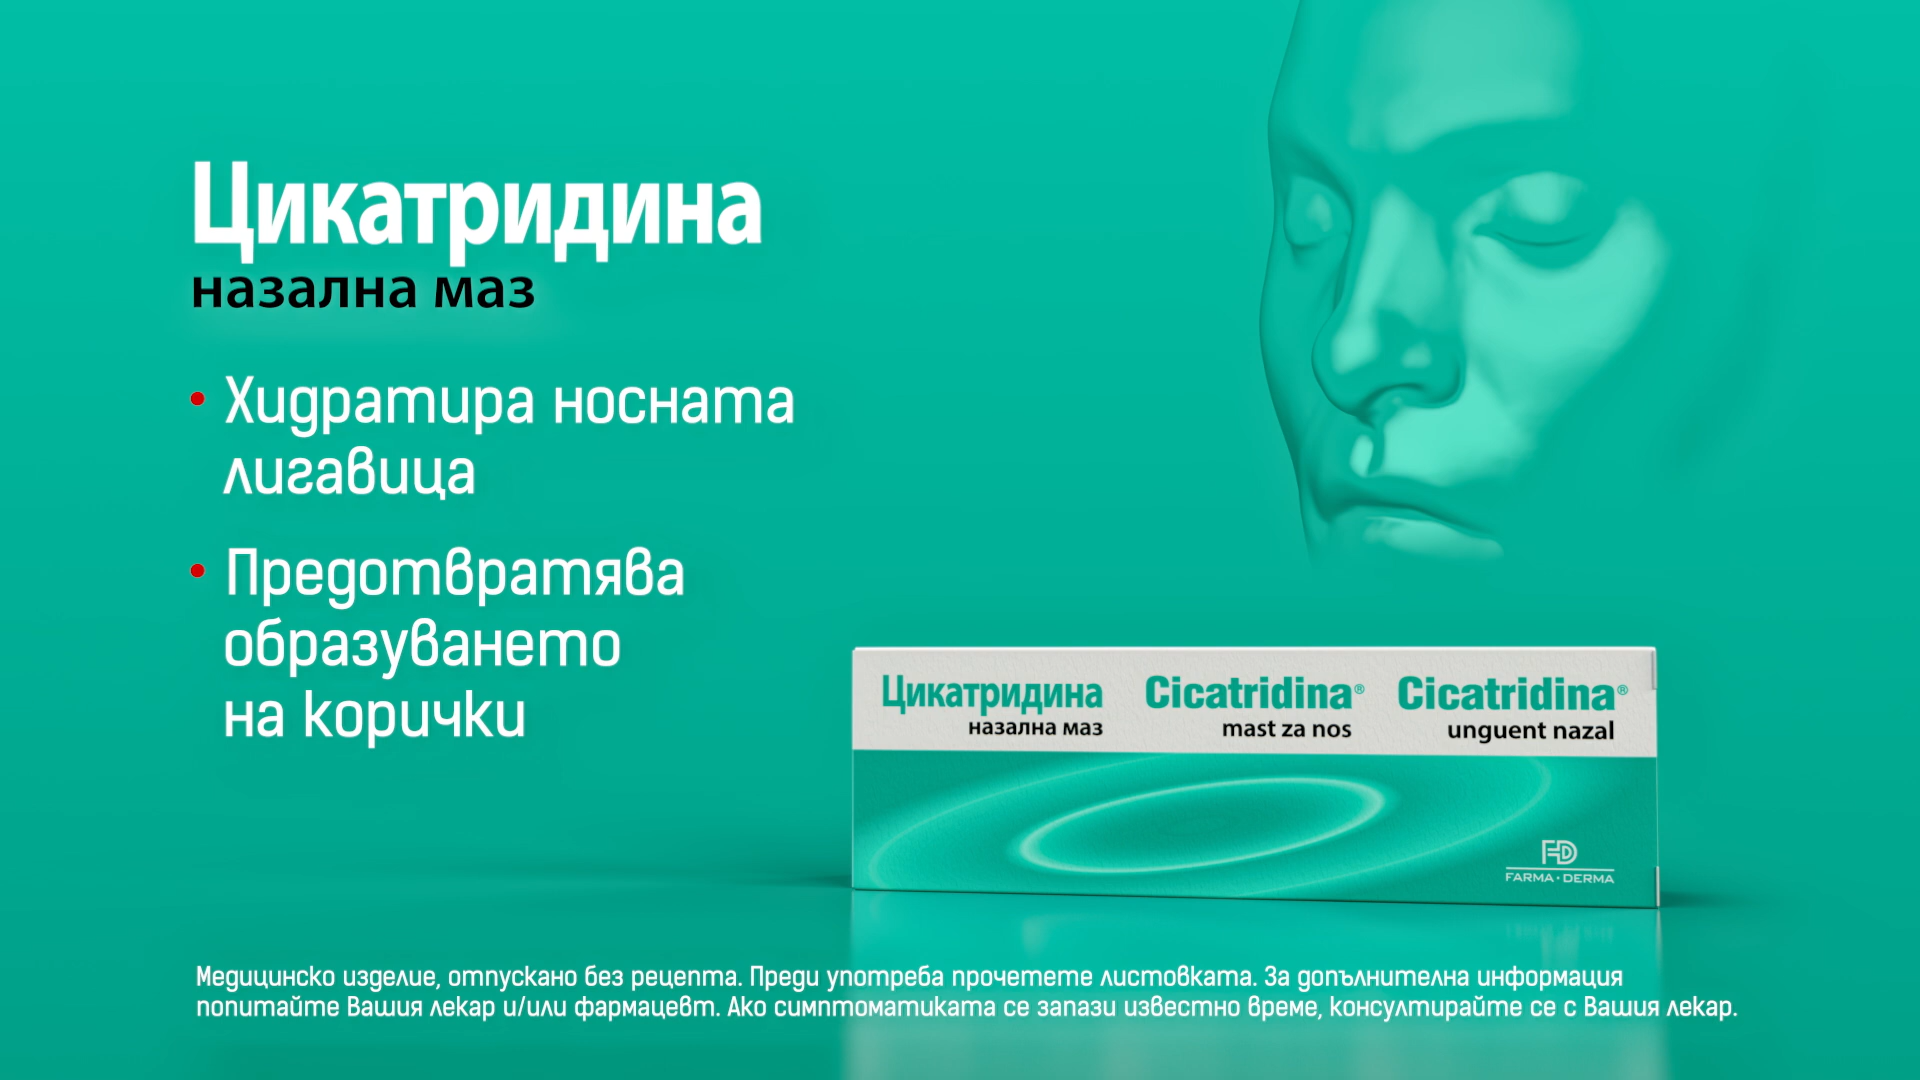 Цикатридина
назална маз
• Хидратира носната
лигавица
• Предотвратява
образуването
на корички
Цикатридина
назална маз
Cicatridina®
mast za nos
Cicatridina®
unguent nazal
FD
FARMA·DERMA
Медицинско изделие, отпускано без рецепта. Преди употреба прочетете листовката. За допълнителна информация
попитайте Вашия лекар и/или фармацевт. Ако симптоматиката се запази известно време, консултирайте се с Вашия лекар.